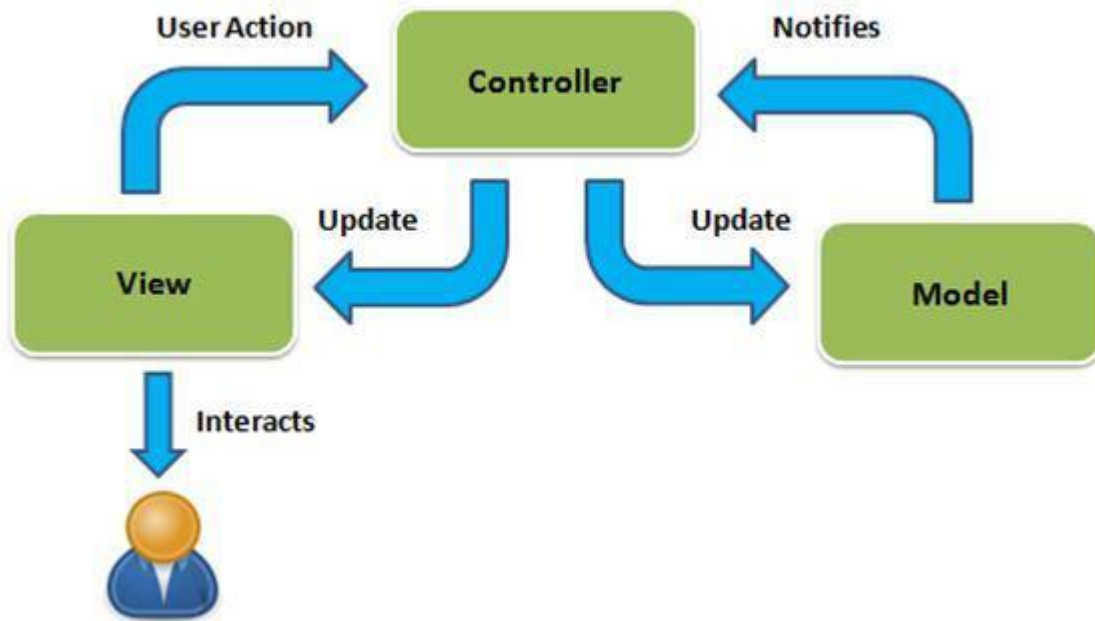 User Action
Controller
Notifies
Update
Update
View
Model
Interacts